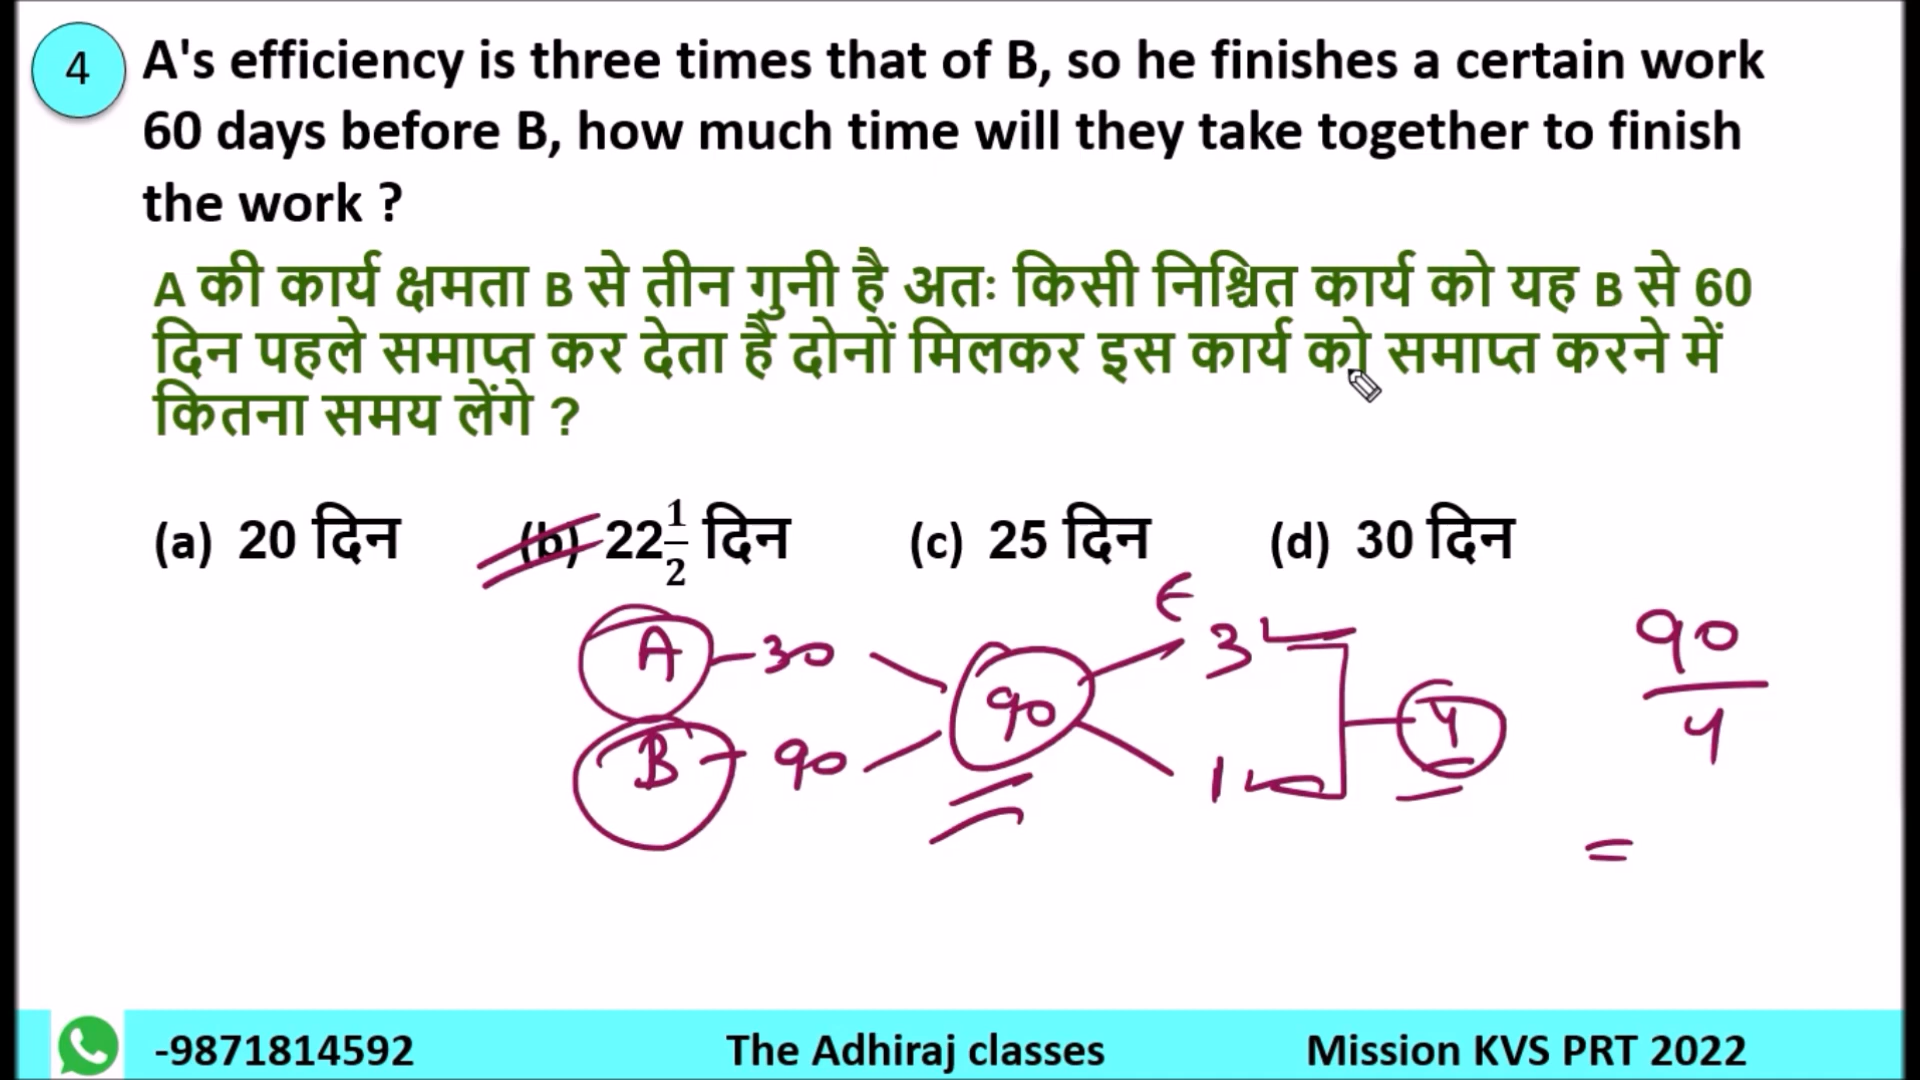 4
A's efficiency is three times that of B, so he finishes a certain work
60 days before B, how much time will they take together to finish
the work ?
A की कार्य क्षमता B से तीन गुनी है अतः किसी निश्चित कार्य को यह B से 60
दिन पहले समाप्त कर देता है दोनों मिलकर इस कार्य को समाप्त करने में
कितना समय लेंगे ?
(a) 20 दिन (b) 22 1/2 दिन (c) 25 दिन (d) 30 दिन
E
A - 30 90 3 90/4
B - 90 1 4
=
-9871814592 The Adhiraj classes Mission KVS PRT 2022